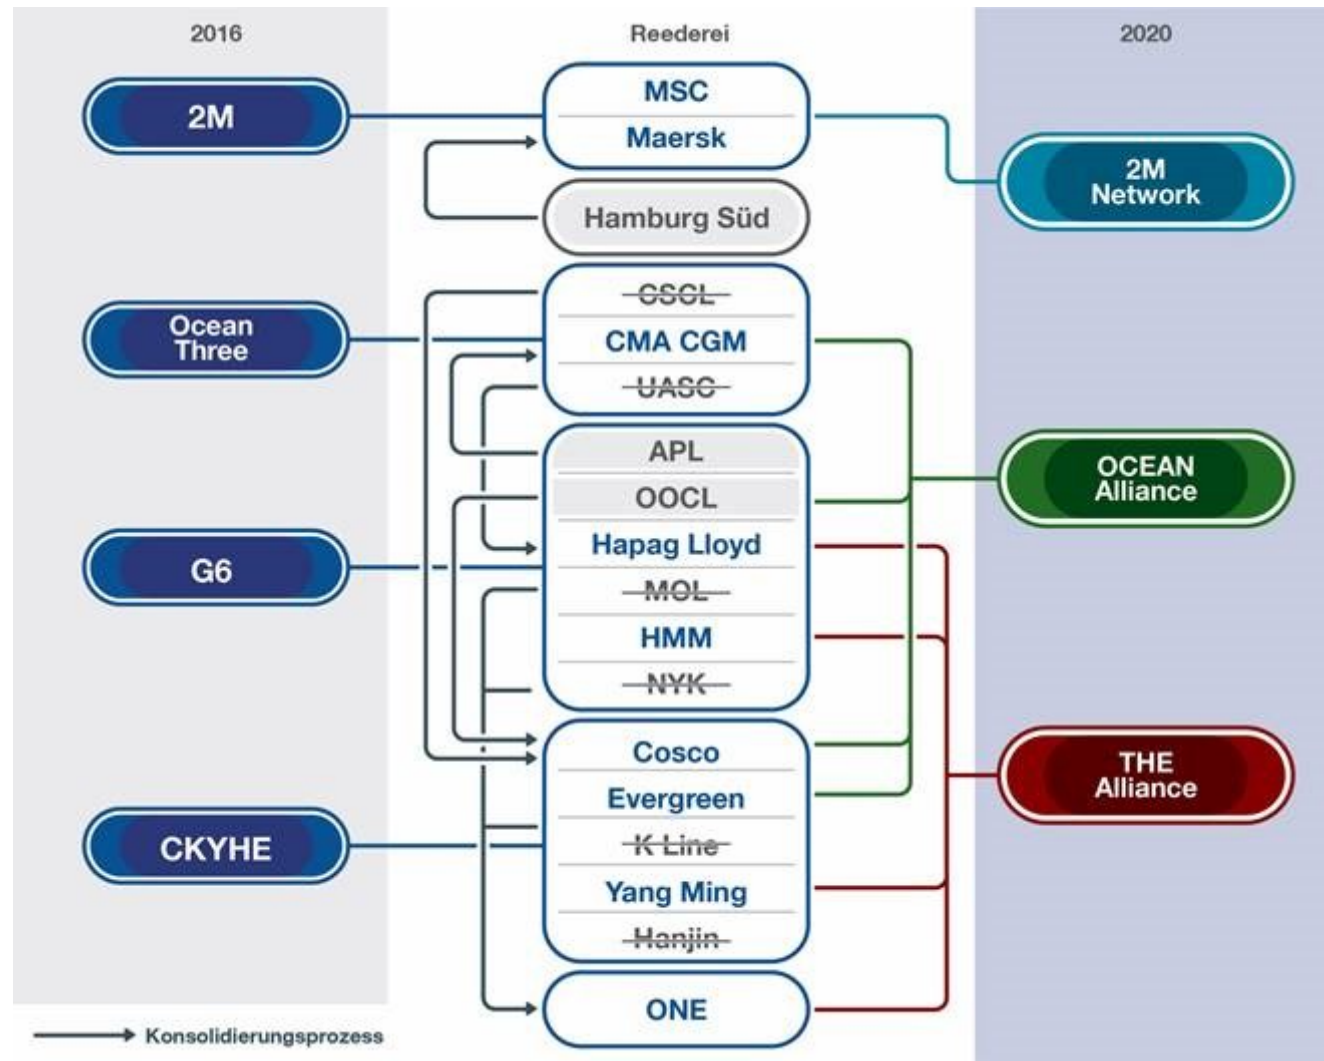 2016
Reederei
2020
2M
MSC
Maersk
2M
Network
Hamburg Süd
Ocean
Three
CSCL
CMA CGM
UASC
APL
OOCL
OCEAN
Alliance
G6
Hapag Lloyd
MOL
HMM
NYK
Cosco
THE
Alliance
Evergreen
CKYHE
K Line
Yang Ming
Hanjin
ONE
Konsolidierungsprozess